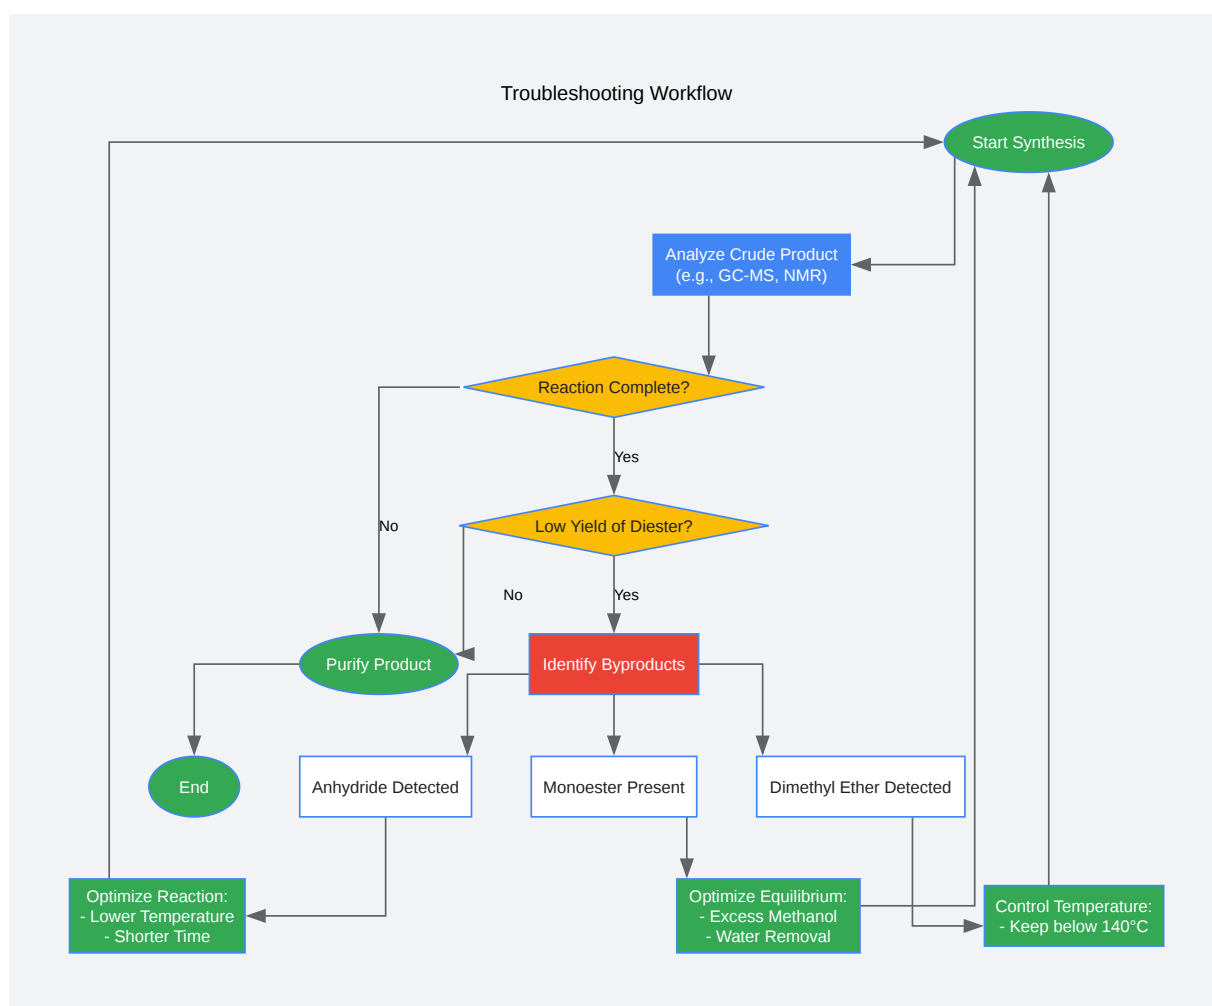 Troubleshooting Workflow
Start Synthesis
Analyze Crude Product
(e.g., GC-MS, NMR)
Reaction Complete?
Yes
No
Low Yield of Diester?
No
Yes
Purify Product
Identify Byproducts
End
Anhydride Detected
Monoester Present
Dimethyl Ether Detected
Optimize Reaction:
- Lower Temperature
- Shorter Time
Optimize Equilibrium:
- Excess Methanol
- Water Removal
Control Temperature:
- Keep below 140°C